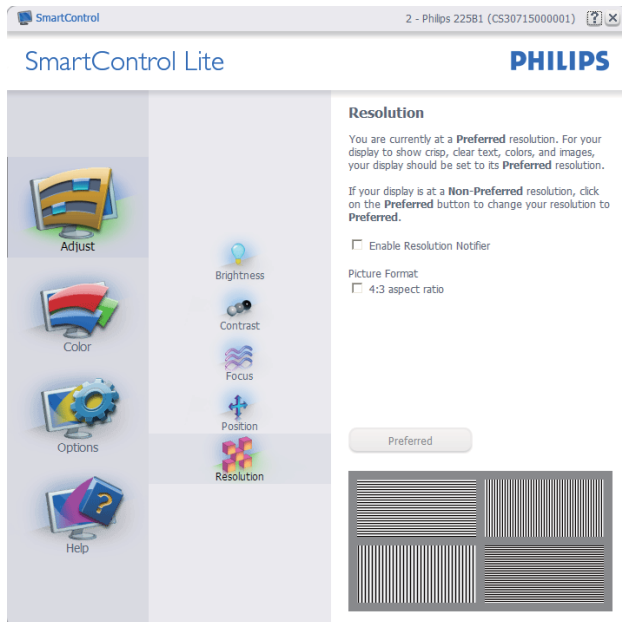 SmartControl
2 - Philips 225B1 (CS30715000001)
?
SmartControl Lite
PHILIPS
Adjust
Color
Options
?
Help
Brightness
Contrast
Focus
Position
Resolution
Resolution
You are currently at a Preferred resolution. For your
display to show crisp, clear text, colors, and images,
your display should be set to its Preferred resolution.
If your display is at a Non-Preferred resolution, click
on the Preferred button to change your resolution to
Preferred.
Enable Resolution Notifier
Picture Format
4:3 aspect ratio
Preferred